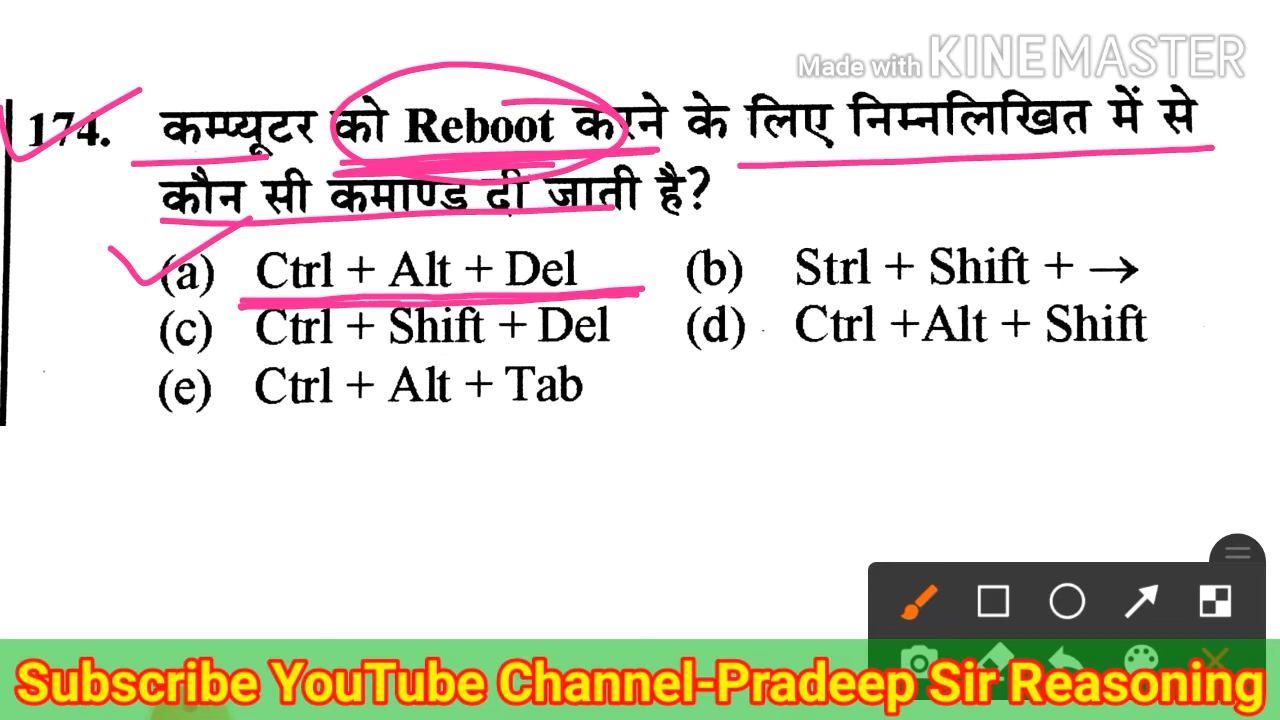 Made with KINEMASTER
174. कम्प्यूटर को Reboot करने के लिए निम्नलिखित में से
कौन सी कमाण्ड दी जाती है?
(a) Ctrl + Alt + Del (b) Strl + Shift + →
(c) Ctrl + Shift + Del (d) Ctrl +Alt + Shift
(e) Ctrl + Alt + Tab
Subscribe YouTube Channel-Pradeep Sir Reasoning